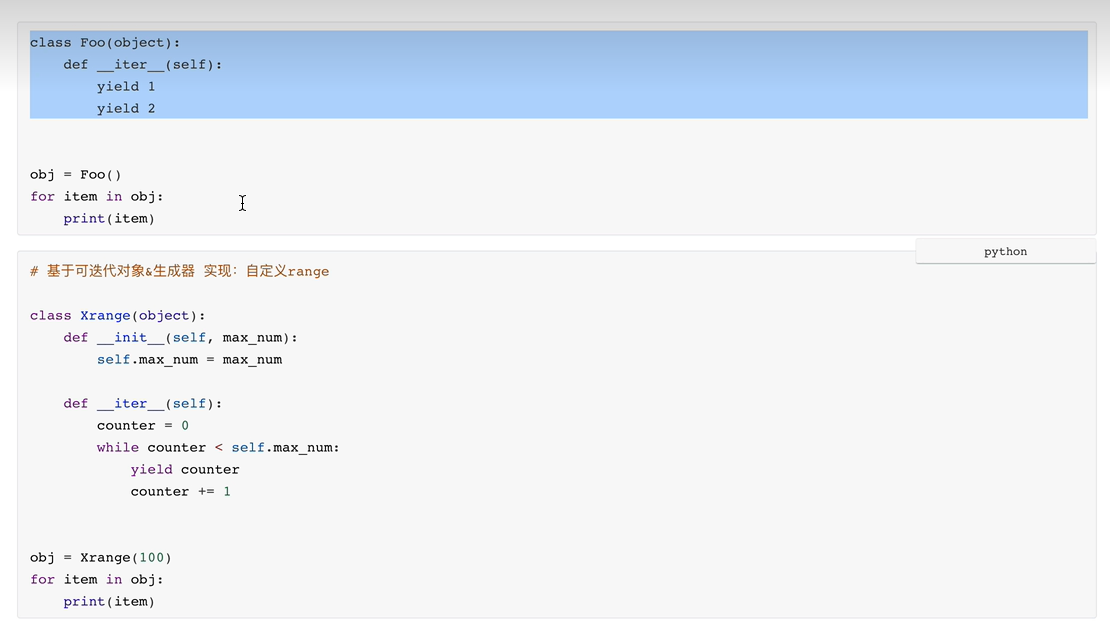 class Foo(object):
    def __iter__(self):
        yield 1
        yield 2
obj = Foo()
for item in obj:
    print(item)
python
# 基于可迭代对象&生成器 实现：自定义range
class Xrange(object):
    def __init__(self, max_num):
        self.max_num = max_num
    def __iter__(self):
        counter = 0
        while counter < self.max_num:
            yield counter
            counter += 1
obj = Xrange(100)
for item in obj:
    print(item)